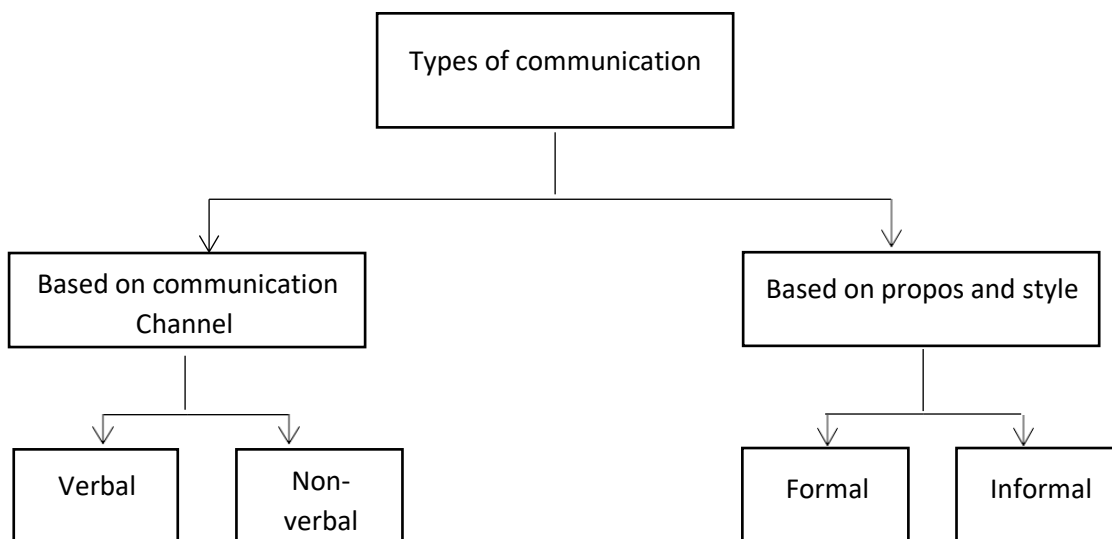 Types of communication
Based on communication
Channel
Based on propos and style
Verbal
Non-
verbal
Formal
Informal